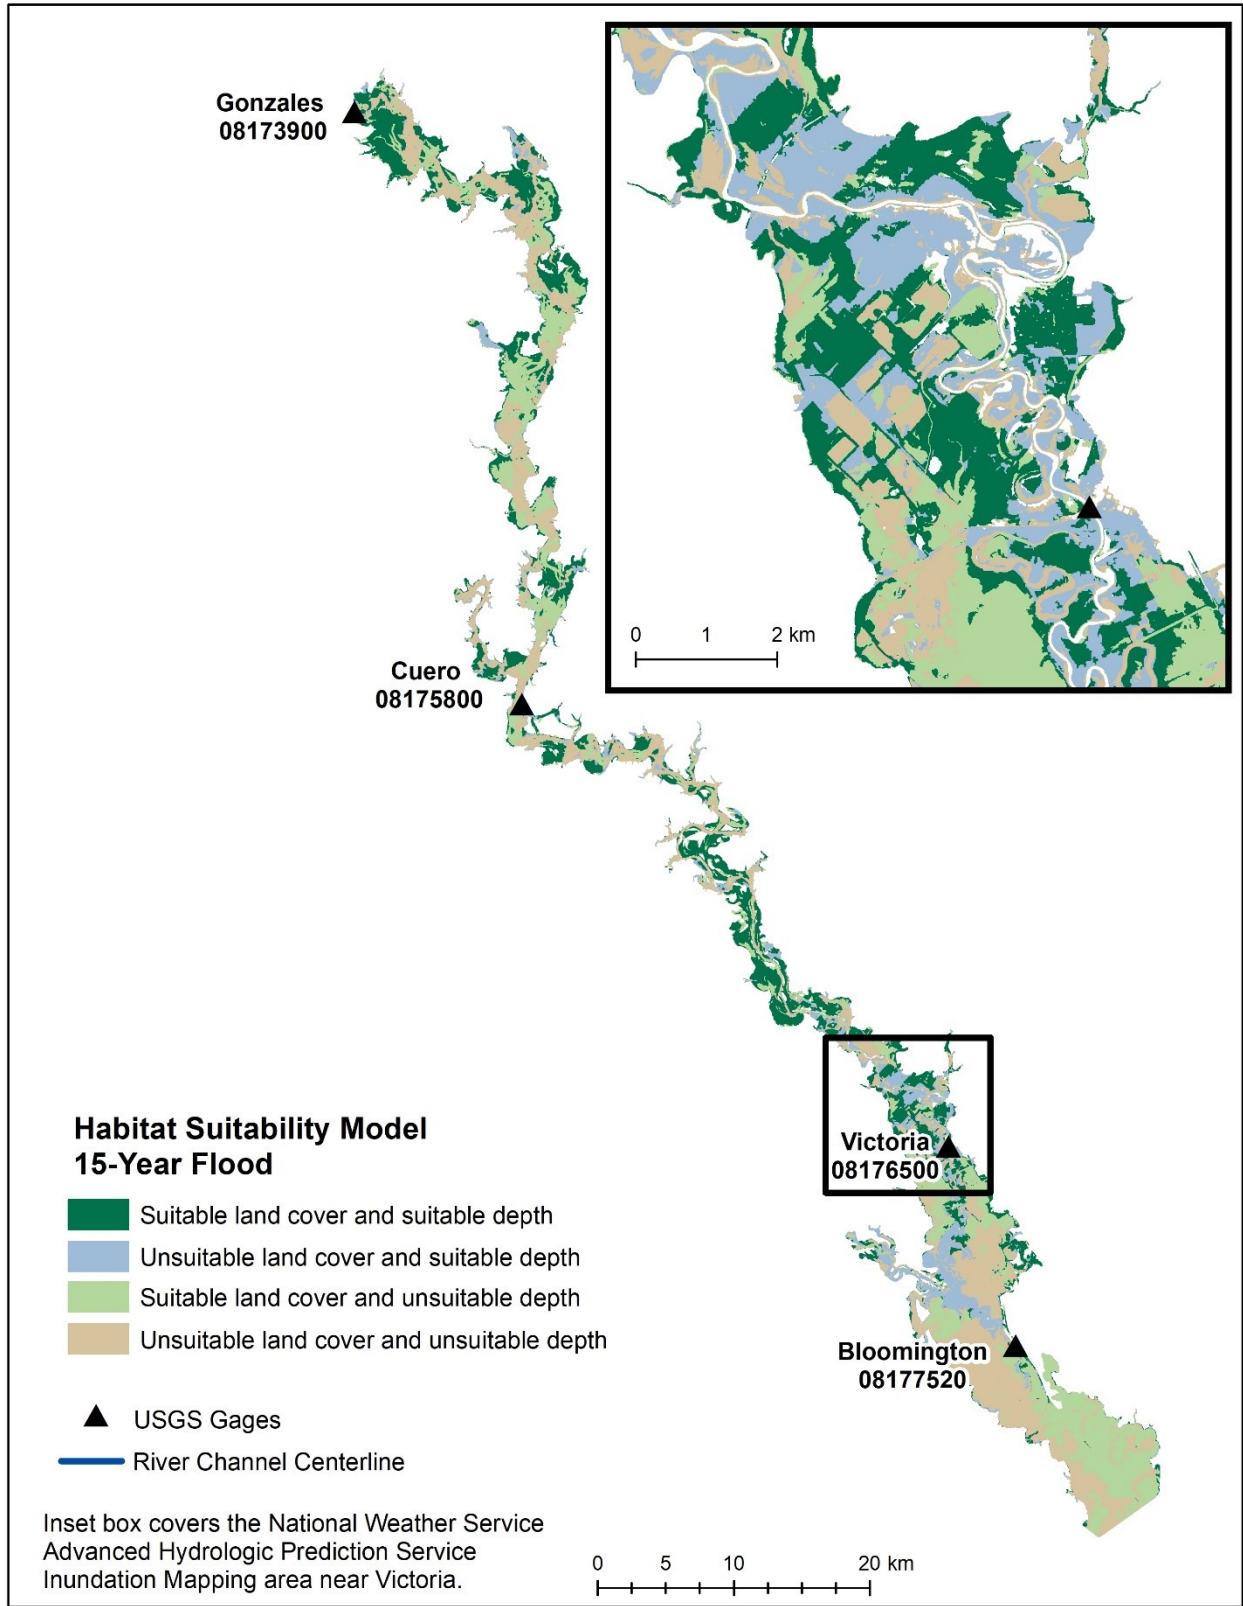 Gonzales
08173900
0 1 2 km
Cuero
08175800
Victoria
08176500
Bloomington
08177520
Habitat Suitability Model
15-Year Flood
Suitable land cover and suitable depth
Unsuitable land cover and suitable depth
Suitable land cover and unsuitable depth
Unsuitable land cover and unsuitable depth
USGS Gages
River Channel Centerline
Inset box covers the National Weather Service
Advanced Hydrologic Prediction Service
Inundation Mapping area near Victoria.
0 5 10 20 km